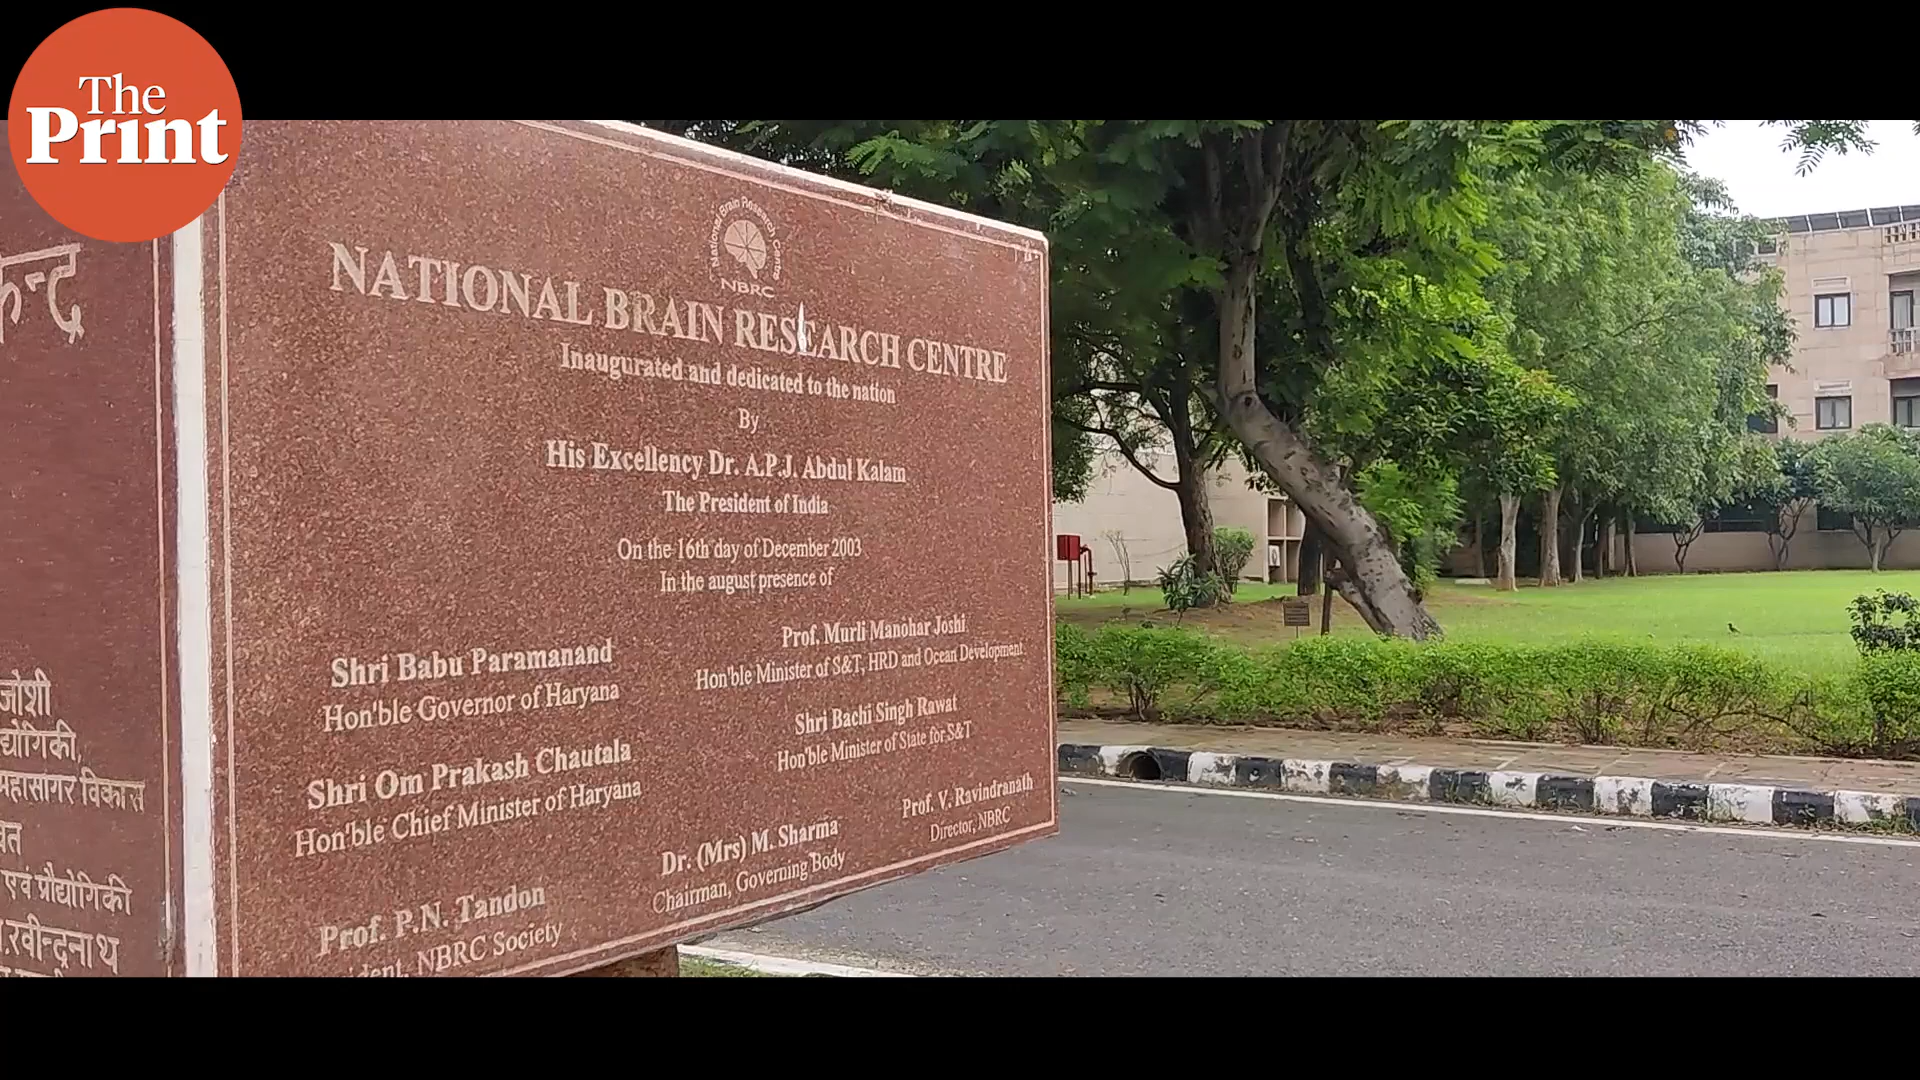 The
Print
National Brain Research Centre
NBRC
NATIONAL BRAIN RESEARCH CENTRE
Inaugurated and dedicated to the nation
By
His Excellency Dr. A.P.J. Abdul Kalam
The President of India
On the 16th day of December 2003
In the august presence of
Shri Babu Paramanand
Hon'ble Governor of Haryana
Shri Om Prakash Chautala
Hon'ble Chief Minister of Haryana
Prof. P.N. Tandon
NBRC Society
Prof. Murli Manohar Joshi
Hon'ble Minister of S&T, HRD and Ocean Development
Shri Bachi Singh Rawat
Hon'ble Minister of State for S&T
Dr. (Mrs) M. Sharma
Chairman, Governing Body
Prof. V. Ravindranath
Director, NBRC
जोशी
विकास
एवं प्रौद्योगिकी
रवीन्द्रनाथ